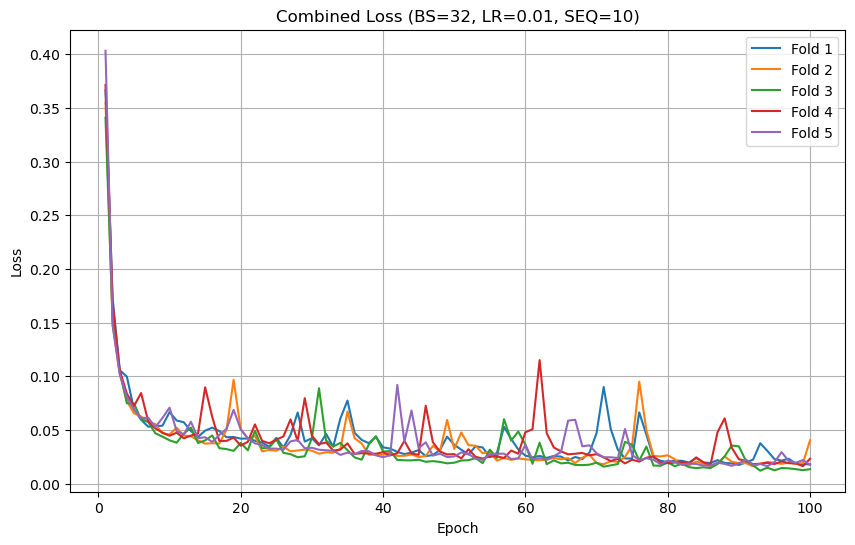 Combined Loss (BS=32, LR=0.01, SEQ=10)
Loss
0.40
0.35
0.30
0.25
0.20
0.15
0.10
0.05
0.00
Fold 1
Fold 2
Fold 3
Fold 4
Fold 5
0 20 40 60 80 100
Epoch